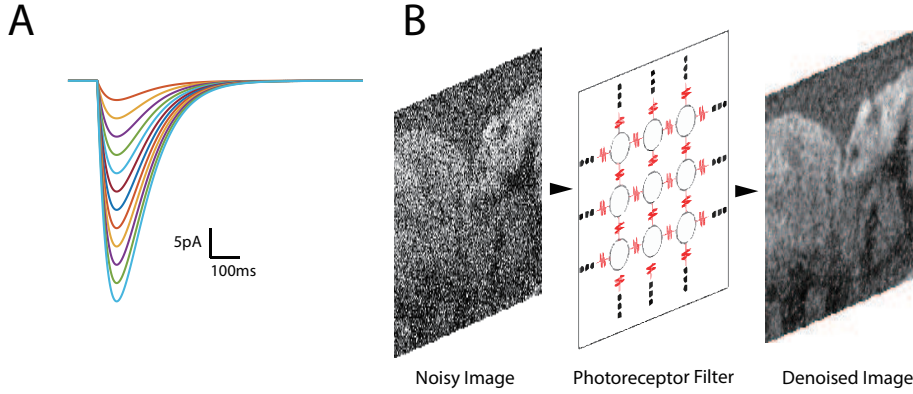 A
B
5pA
100ms
Noisy Image
Photoreceptor Filter
Denoised Image